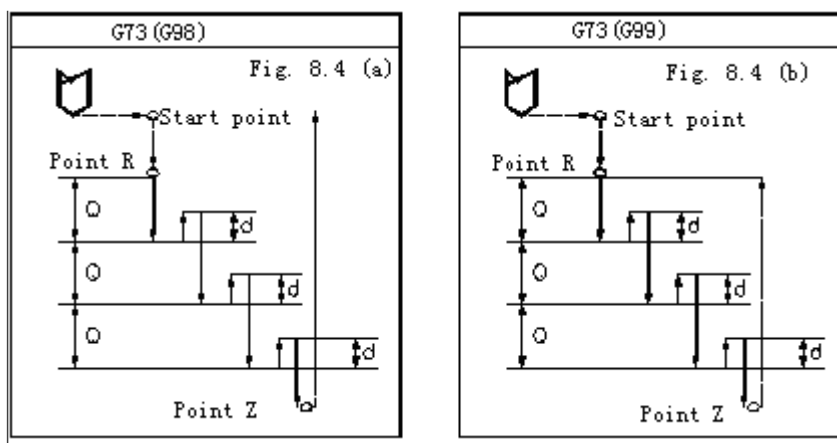 G73(G98)
Fig. 8.4 (a)
Start point
Point R
Q
d
Q
d
Q
d
Point Z
G73(G99)
Fig. 8.4 (b)
Start point
Point R
Q
d
Q
d
Q
d
Point Z